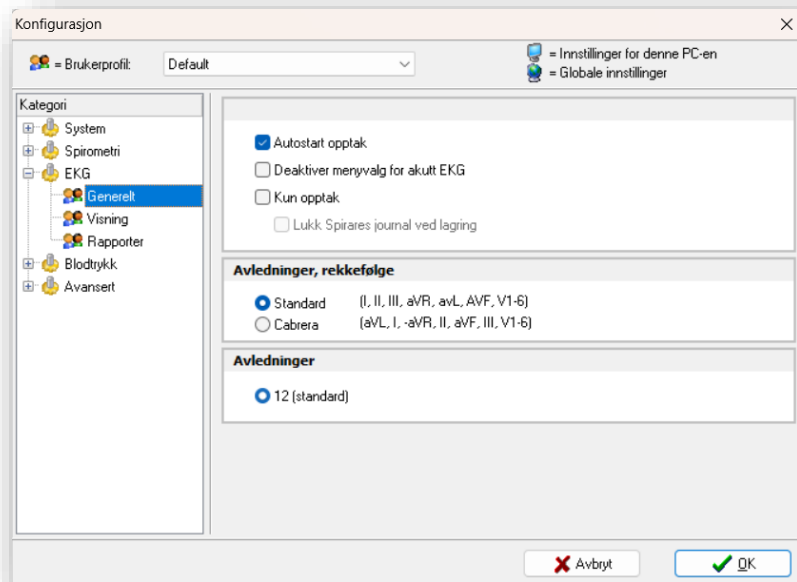 Konfigurasjon
= Brukerprofil:
Default
= Innstillinger for denne PC-en
= Globale innstillinger
Kategori
System
Spirometri
EKG
Generelt
Visning
Rapporter
Blodtrykk
Avansert
Autostart opptak
Deaktiver menyvalg for akutt EKG
Kun opptak
Lukk Spirares journal ved lagring
Avledninger, rekkefølge
Standard (I, II, III, aVR, avL, AVF, V1-6)
Cabrera (aVL, I, -aVR, II, aVF, III, V1-6)
Avledninger
12 (standard)
Avbryt
OK